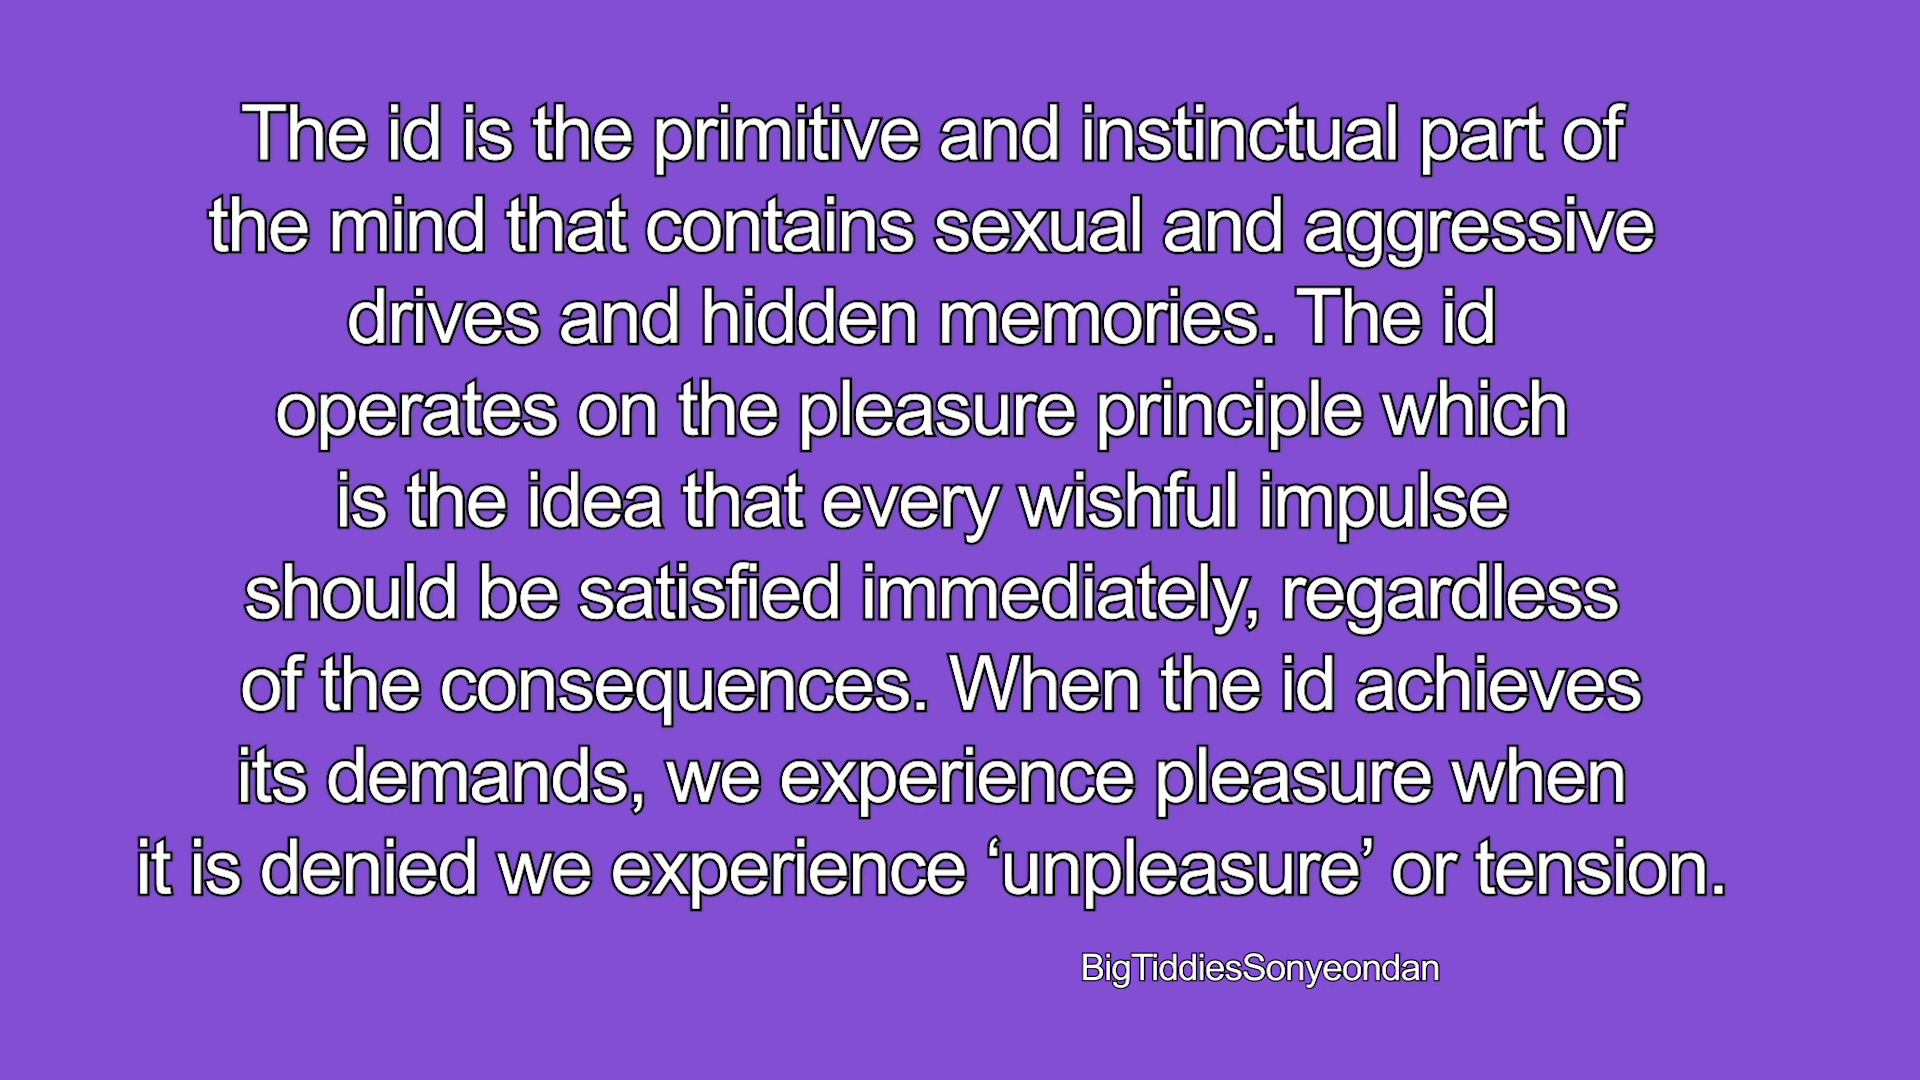 The id is the primitive and instinctual part of
the mind that contains sexual and aggressive
drives and hidden memories. The id
operates on the pleasure principle which
is the idea that every wishful impulse
should be satisfied immediately, regardless
of the consequences. When the id achieves
its demands, we experience pleasure when
it is denied we experience ‘unpleasure’ or tension.
BigTiddiesSonyeondan